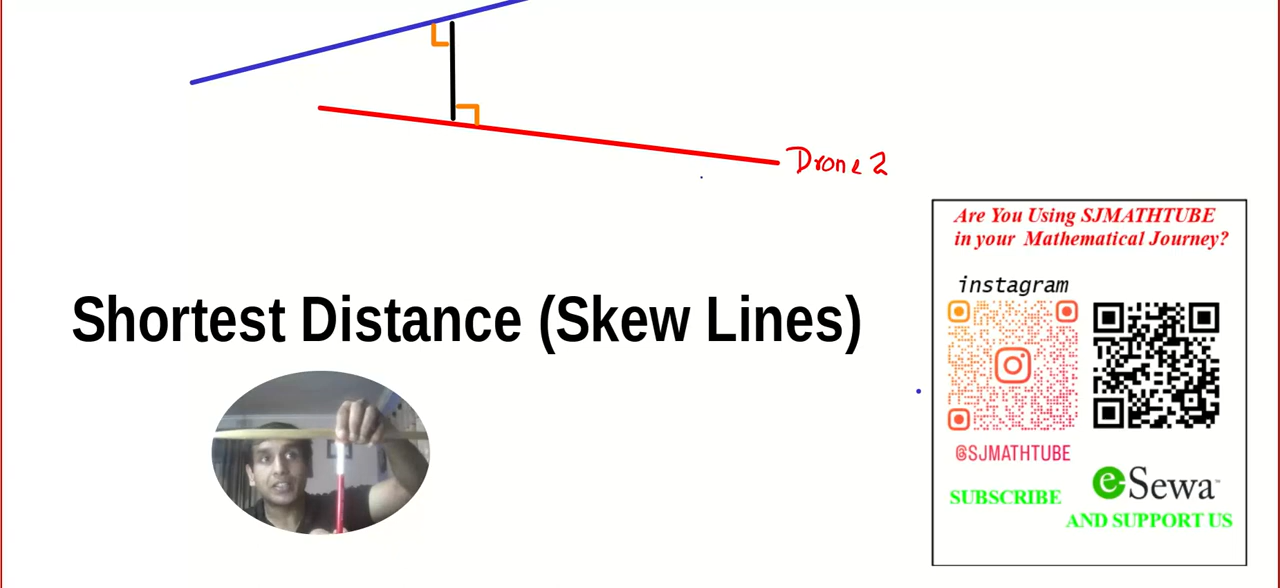 Drone 2
Are You Using SJMATHTUBE
in your Mathematical Journey?
instagram
Shortest Distance (Skew Lines)
@SJMATHTUBE
eSewa™
SUBSCRIBE
AND SUPPORT US